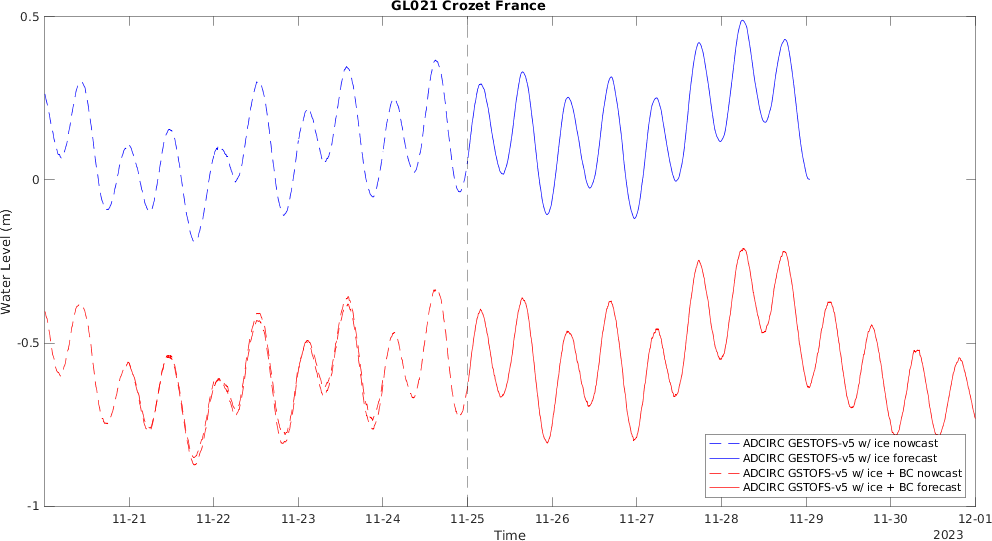 GL021 Crozet France
0.5
0
-0.5
-1
Water Level (m)
ADCIRC GESTOFS-v5 w/ ice nowcast
ADCIRC GESTOFS-v5 w/ ice forecast
ADCIRC GSTOFS-v5 w/ ice + BC nowcast
ADCIRC GSTOFS-v5 w/ ice + BC forecast
11-21 11-22 11-23 11-24 11-25 11-26 11-27 11-28 11-29 11-30 12-01
Time
2023